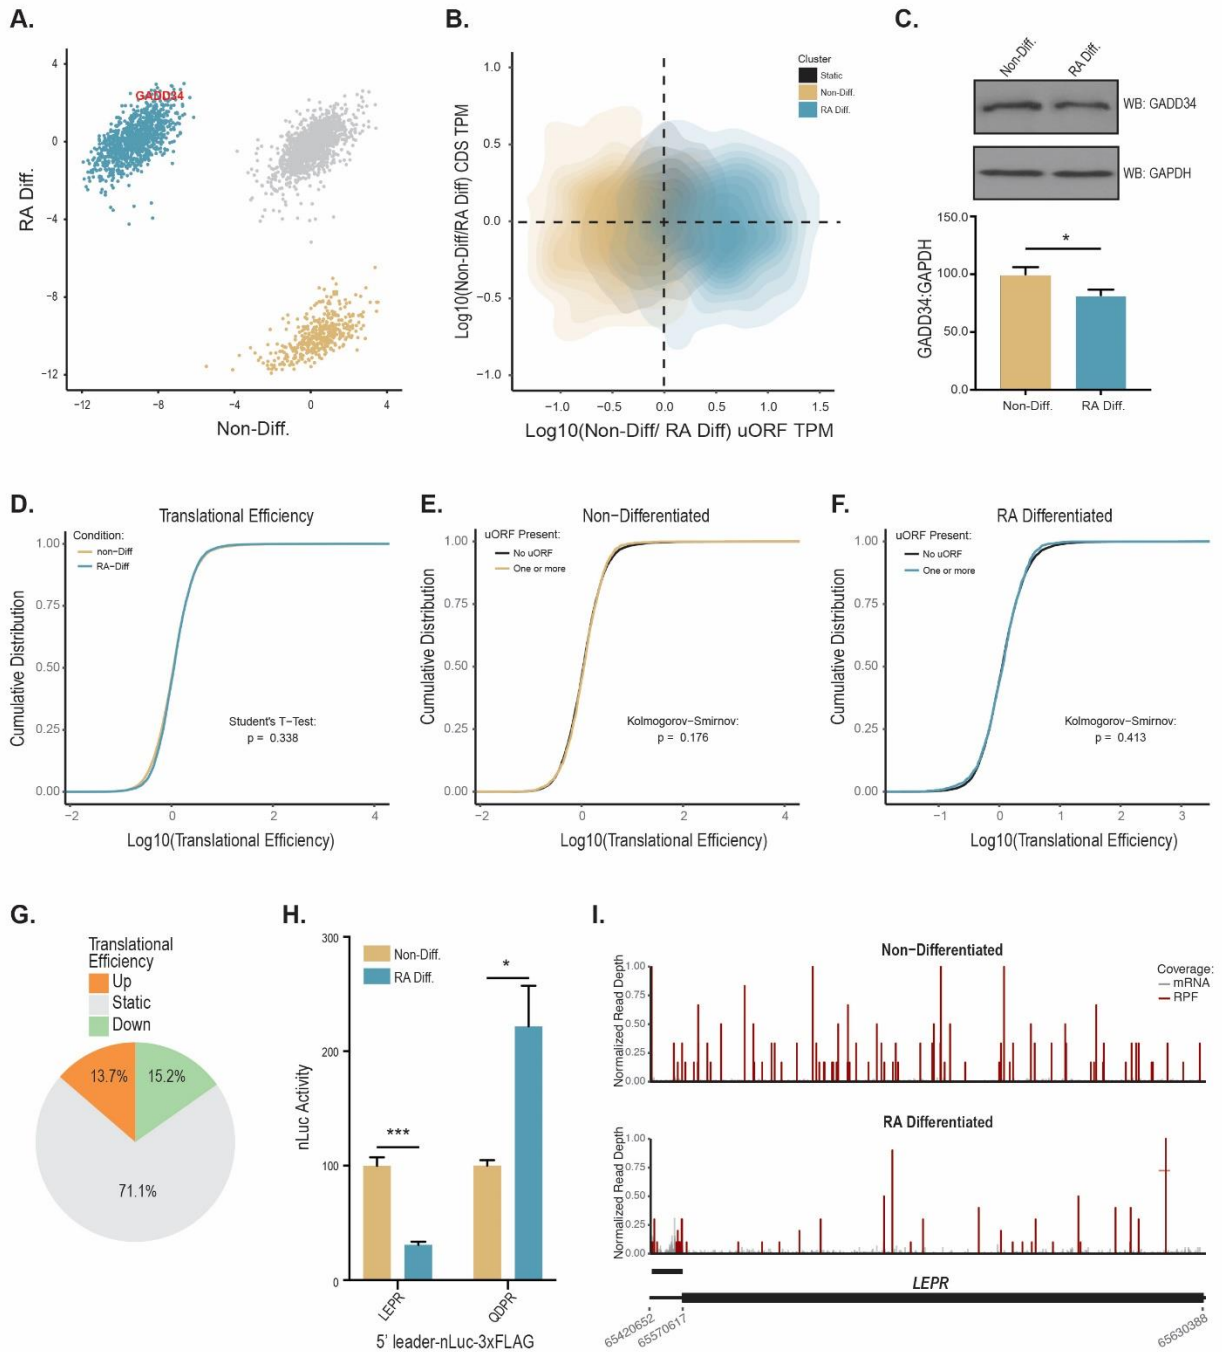 A.
4
0
−4
−8
−12
RA Diff.
GADD34
−12
−8
−4
0
4
Non-Diff.
B.
Log10(Non-Diff/RA Diff) CDS TPM
1.0
0.5
0.0
−0.5
−1.0
Cluster
Static
Non-Diff.
RA Diff.
−1.0
−0.5
0.0
0.5
1.0
1.5
Log10(Non-Diff/ RA Diff) uORF TPM
C.
Non-Diff.
RA Diff.
WB: GADD34
WB: GAPDH
GADD34:GAPDH
150.0
100.0
50.0
0.0
*
Non-Diff.
RA Diff.
D.
Translational Efficiency
Condition:
non-Diff
RA-Diff
Cumulative Distribution
1.00
0.75
0.50
0.25
0.00
Student's T-Test:
p = 0.338
−2
0
2
4
Log10(Translational Efficiency)
E.
Non-Differentiated
uORF Present:
No uORF
One or more
Cumulative Distribution
1.00
0.75
0.50
0.25
0.00
Kolmogorov-Smirnov:
p = 0.176
−2
0
2
4
Log10(Translational Efficiency)
F.
RA Differentiated
uORF Present:
No uORF
One or more
Cumulative Distribution
1.00
0.75
0.50
0.25
0.00
Kolmogorov-Smirnov:
p = 0.413
−1
0
1
2
3
Log10(Translational Efficiency)
G.
Translational
Efficiency
Up
Static
Down
13.7%
15.2%
71.1%
H.
nLuc Activity
300
200
100
0
Non-Diff.
RA Diff.
***
*
LEPR
QDPR
5' leader-nLuc-3xFLAG
I.
Non-Differentiated
Normalized Read Depth
1.00
0.75
0.50
0.25
0.00
Coverage:
mRNA
RPF
RA Differentiated
Normalized Read Depth
1.00
0.75
0.50
0.25
0.00
LEPR
65420652
65570617
65630388